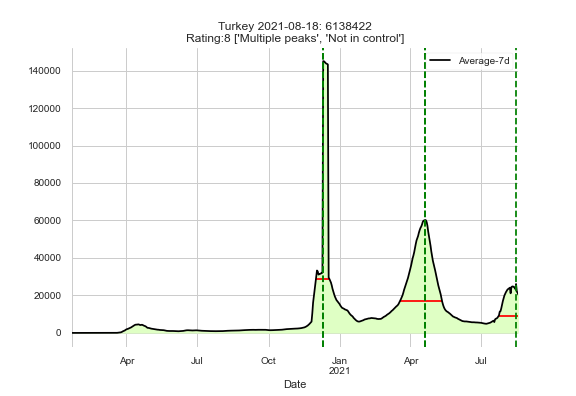 Turkey 2021-08-18: 6138422
Rating:8 ['Multiple peaks', 'Not in control']
Average-7d
140000
120000
100000
80000
60000
40000
20000
0
Apr Jul Oct Jan Apr Jul
2021
Date